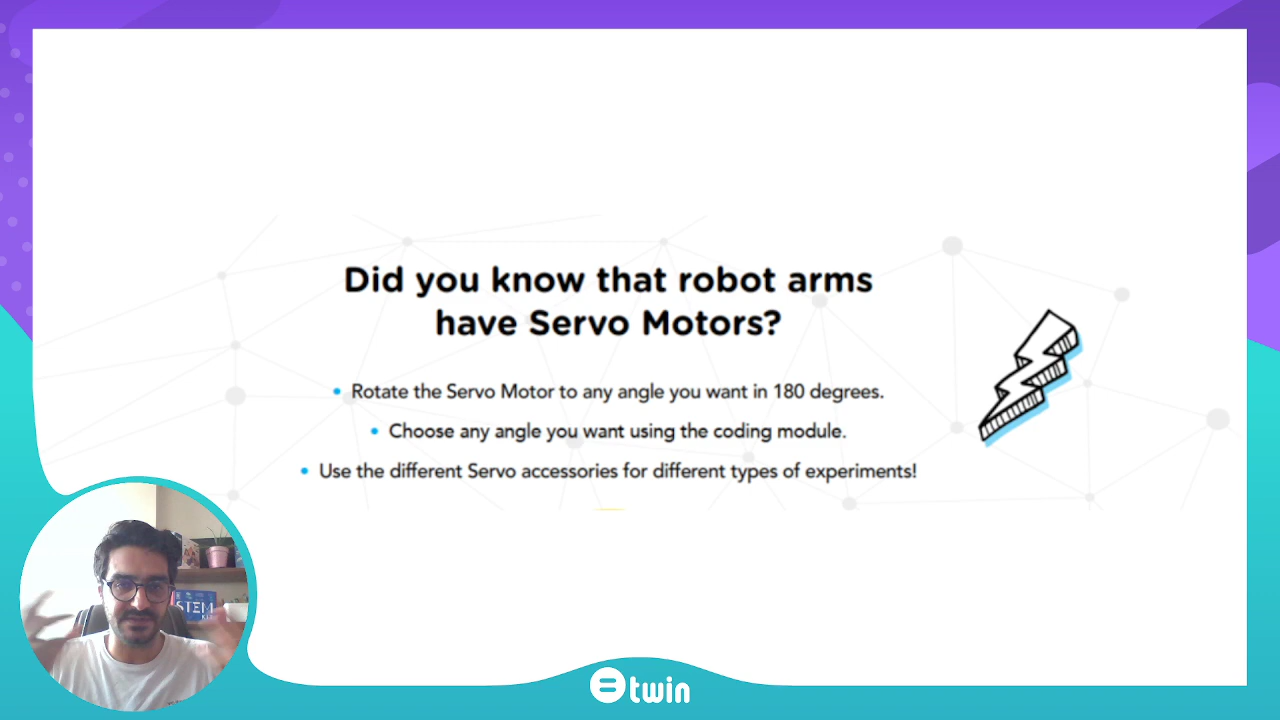 Did you know that robot arms
have Servo Motors?
• Rotate the Servo Motor to any angle you want in 180 degrees.
• Choose any angle you want using the coding module.
• Use the different Servo accessories for different types of experiments!
STEM
twin